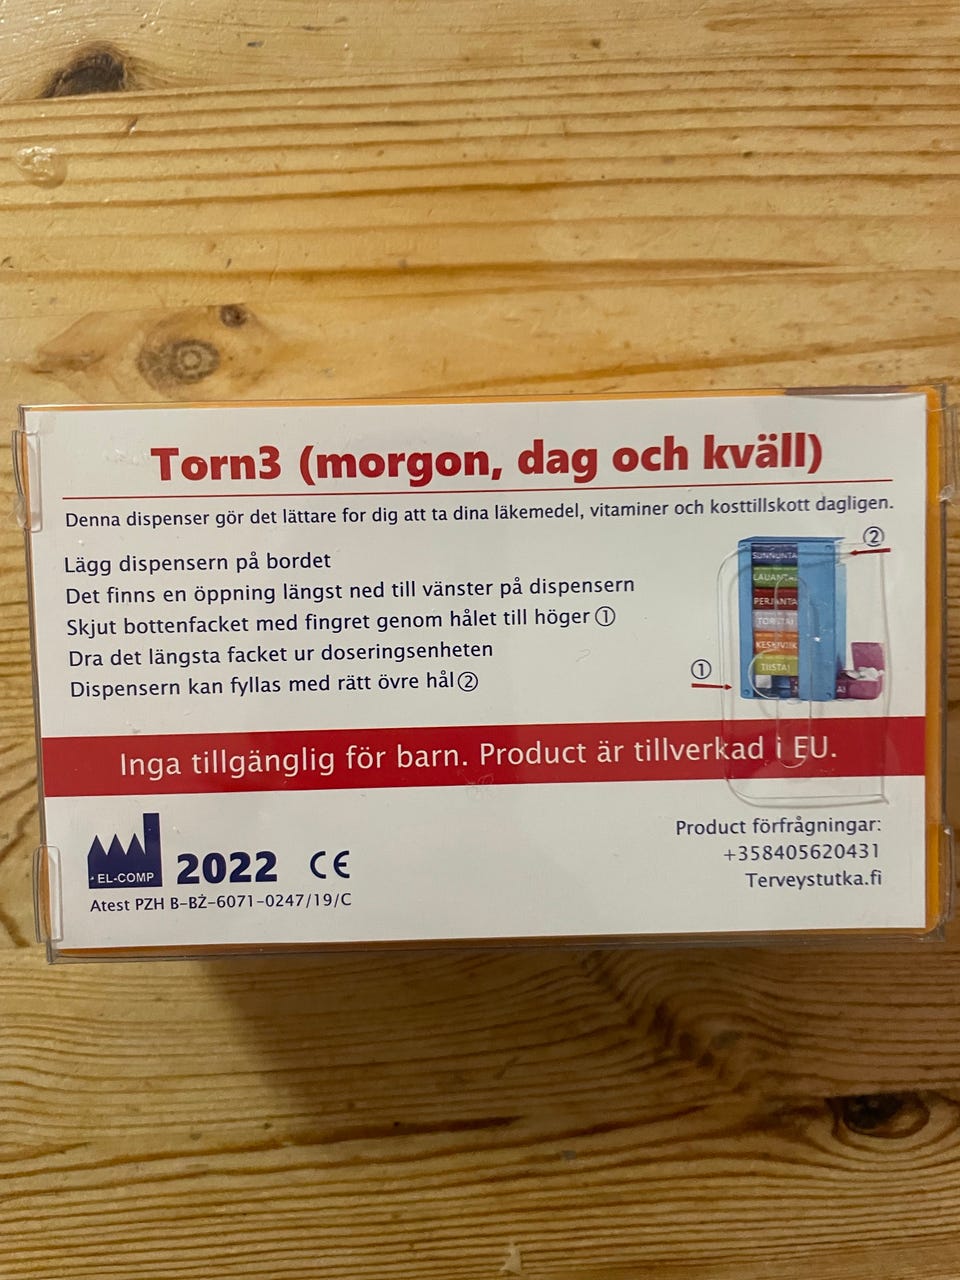 Torn3 (morgon, dag och kväll)
Denna dispenser gör det lättare for dig att ta dina läkemedel, vitaminer och kosttillskott dagligen.
Lägg dispensern på bordet
Det finns en öppning längst ned till vänster på dispensern
Skjut bottenfacket med fingret genom hålet till höger ①
Dra det längsta facket ur doseringsenheten
Dispensern kan fyllas med rätt övre hål ②
②
SUNNUNTAI
LAUANTAI
PERJANTAI
TORSTAI
KESKIVIIK
TIISTAI
①
Inga tillgänglig för barn. Product är tillverkad i EU.
EL-COMP
2022 CE
Atest PZH B-BŻ-6071-0247/19/C
Product förfrågningar:
+358405620431
Terveystutka.fi